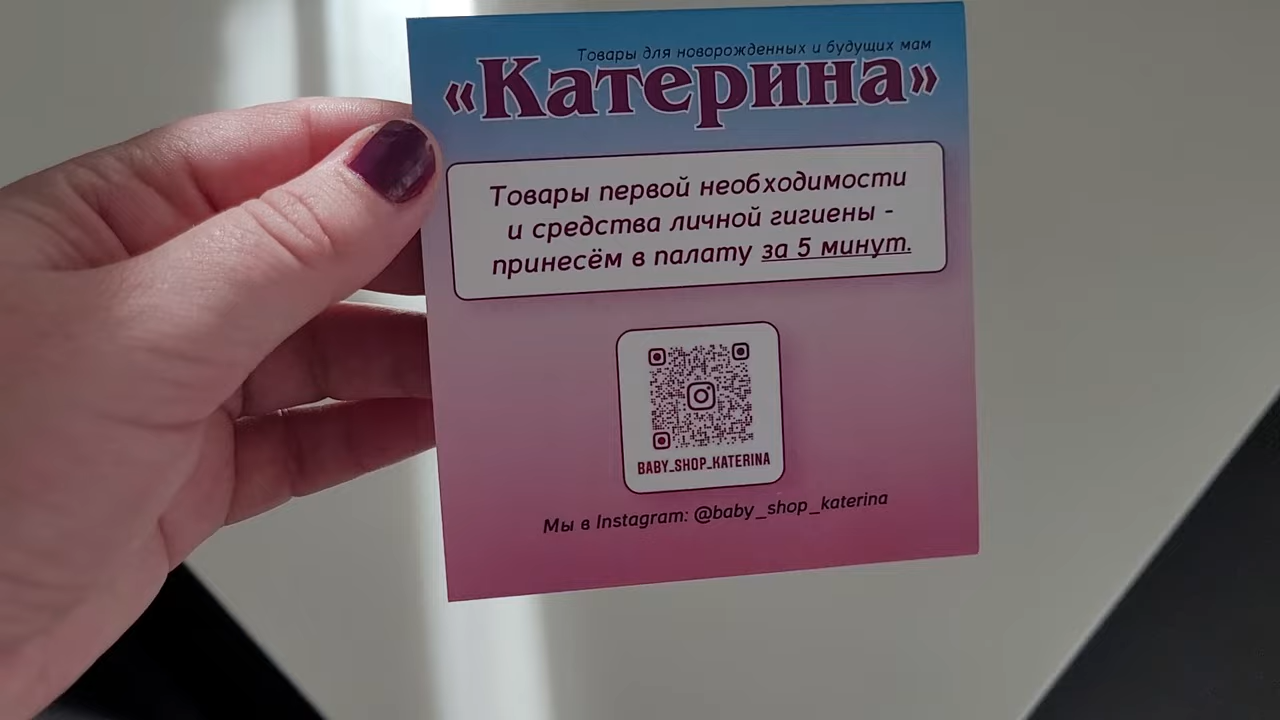 Товары для новорожденных и будущих мам
«Катерина»
Товары первой необходимости
и средства личной гигиены -
принесём в палату за 5 минут.
BABY_SHOP_KATERINA
Мы в Instagram: @baby_shop_katerina